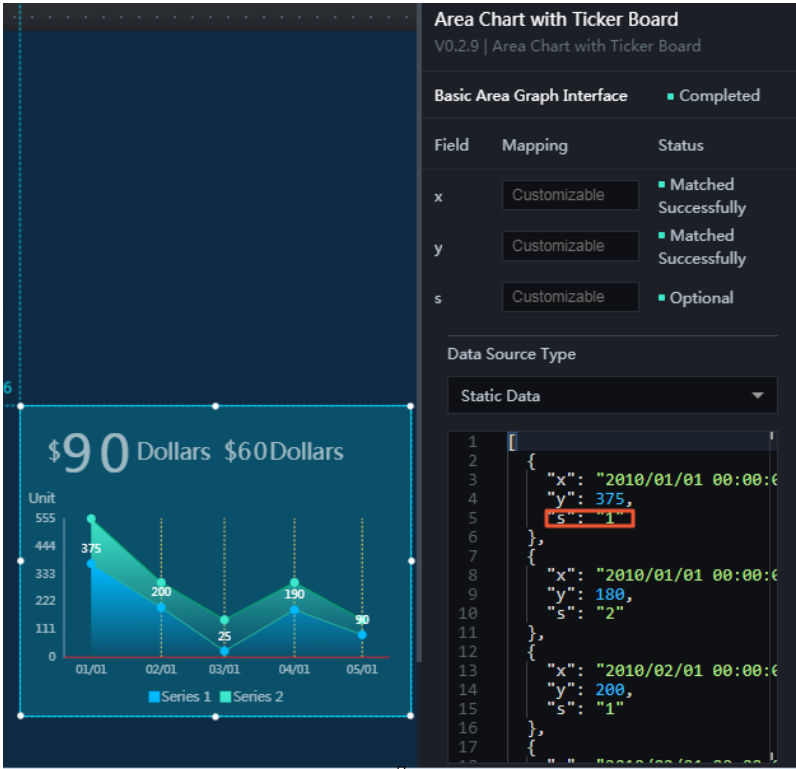 Area Chart with Ticker Board
V0.2.9 | Area Chart with Ticker Board
Basic Area Graph Interface
Completed
Field Mapping Status
x Customizable Matched Successfully
y Customizable Matched Successfully
s Customizable Optional
Data Source Type
Static Data
1 [
2 {
3 "x": "2010/01/01 00:00:0
4 "y": 375,
5 "s": "1"
6 },
7 {
8 "x": "2010/01/01 00:00:0
9 "y": 180,
10 "s": "2"
11 },
12 {
13 "x": "2010/02/01 00:00:0
14 "y": 200,
15 "s": "1"
16 },
17 {
6
$90 Dollars $60Dollars
Unit
555
444
333
222
111
0
375
200
25
190
90
01/01 02/01 03/01 04/01 05/01
Series 1 Series 2